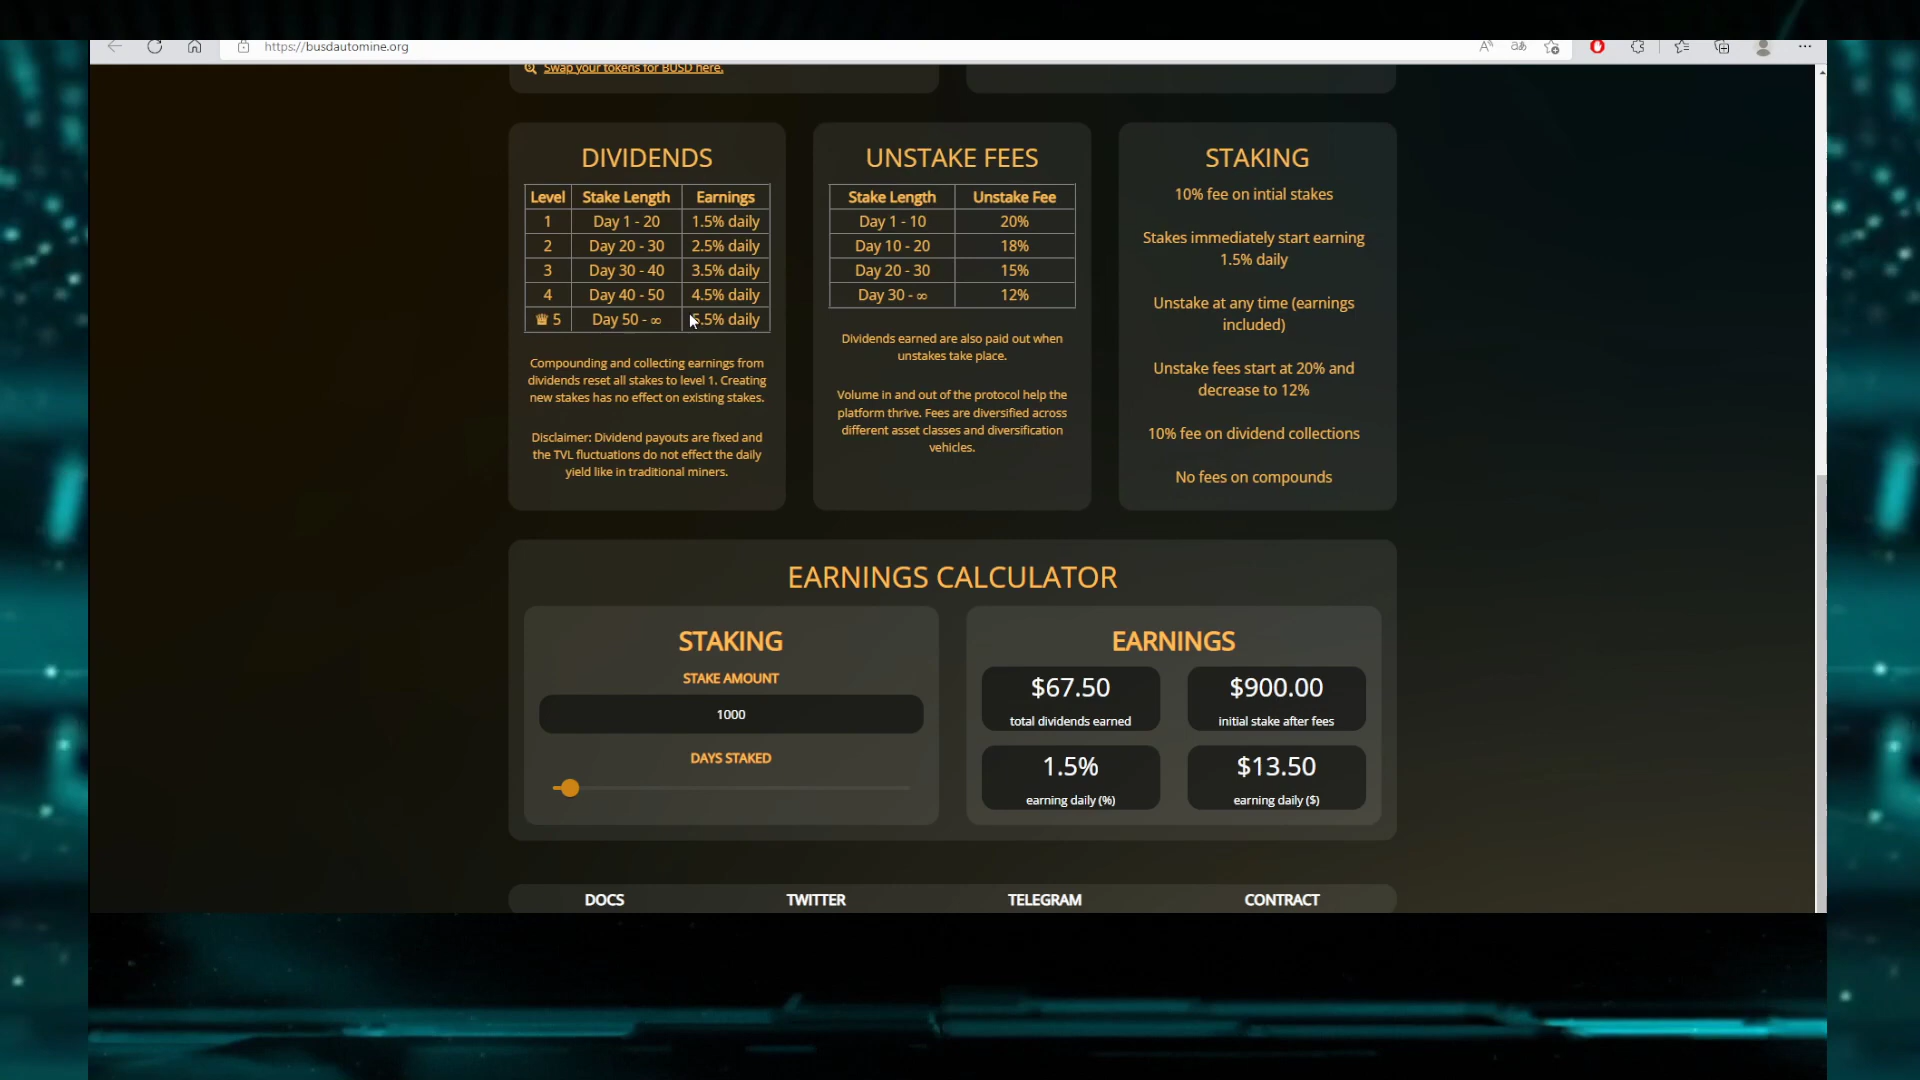 https://busdautomine.org
Swap your tokens for BUSD here.
DIVIDENDS
Level Stake Length Earnings
1 Day 1 - 20 1.5% daily
2 Day 20 - 30 2.5% daily
3 Day 30 - 40 3.5% daily
4 Day 40 - 50 4.5% daily
5 Day 50 - ∞ 5.5% daily
Compounding and collecting earnings from
dividends reset all stakes to level 1. Creating
new stakes has no effect on existing stakes.
Disclaimer: Dividend payouts are fixed and
the TVL fluctuations do not effect the daily
yield like in traditional miners.
UNSTAKE FEES
Stake Length Unstake Fee
Day 1 - 10 20%
Day 10 - 20 18%
Day 20 - 30 15%
Day 30 - ∞ 12%
Dividends earned are also paid out when
unstakes take place.
Volume in and out of the protocol help the
platform thrive. Fees are diversified across
different asset classes and diversification
vehicles.
STAKING
10% fee on intial stakes
Stakes immediately start earning
1.5% daily
Unstake at any time (earnings
included)
Unstake fees start at 20% and
decrease to 12%
10% fee on dividend collections
No fees on compounds
EARNINGS CALCULATOR
STAKING
STAKE AMOUNT
1000
DAYS STAKED
EARNINGS
$67.50
total dividends earned
$900.00
initial stake after fees
1.5%
earning daily (%)
$13.50
earning daily ($)
DOCS TWITTER TELEGRAM CONTRACT